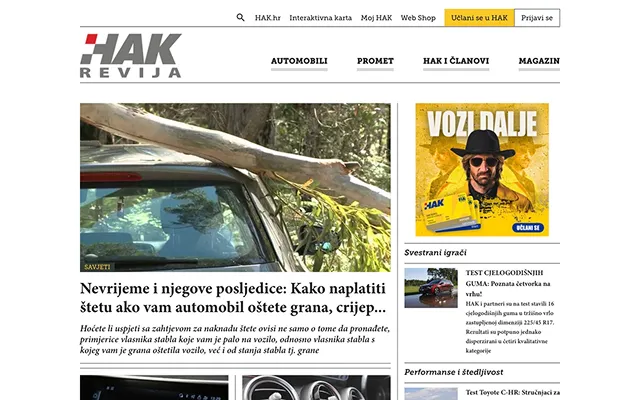 HAK.hr Interaktivna karta Moj HAK Web Shop Učlani se u HAK Prijavi se
HAK
REVIJA
AUTOMOBILI PROMET HAK I ČLANOVI MAGAZIN
SAVJETI
Nevrijeme i njegove posljedice: Kako naplatiti
štetu ako vam automobil oštete grana, crijep...
Hoćete li uspjeti sa zahtjevom za naknadu štete ovisi ne samo o tome da pronađete,
primjerice vlasnika stabla koje vam je palo na vozilo, odnosno vlasnika stabla s
kojeg vam je grana oštetila vozilo, već i od stanja stabla tj. grane
VOZI DALJE
HAK
UČLANI SE
Svestrani igrači
TEST CJELOGODIŠNJIH
GUMA: Poznata četvorka na
vrhu!
HAK i partneri su na test stavili 16
cjelogodišnjih guma u tržišno vrlo
zastupljenoj dimenziji 225/45 R17.
Rezultati su potpuno jednako
disperzirani u četiri kvalitativne
kategorije
Performanse i štedljivost
Test Toyote C-HR: Stručnjaci za